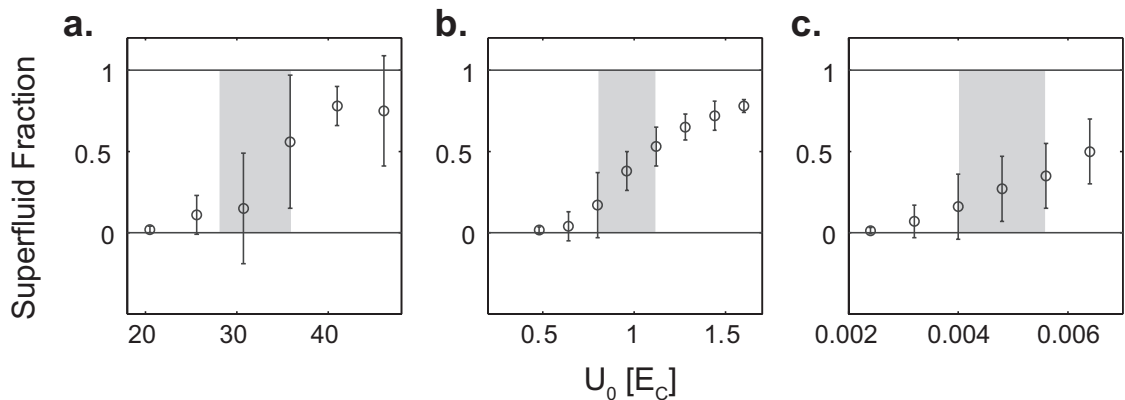 a. b. c.
Superfluid Fraction
1 1 1
0.5 0.5 0.5
0 0 0
20 30 40 0.5 1 1.5 0.002 0.004 0.006
U₀ [E_C]